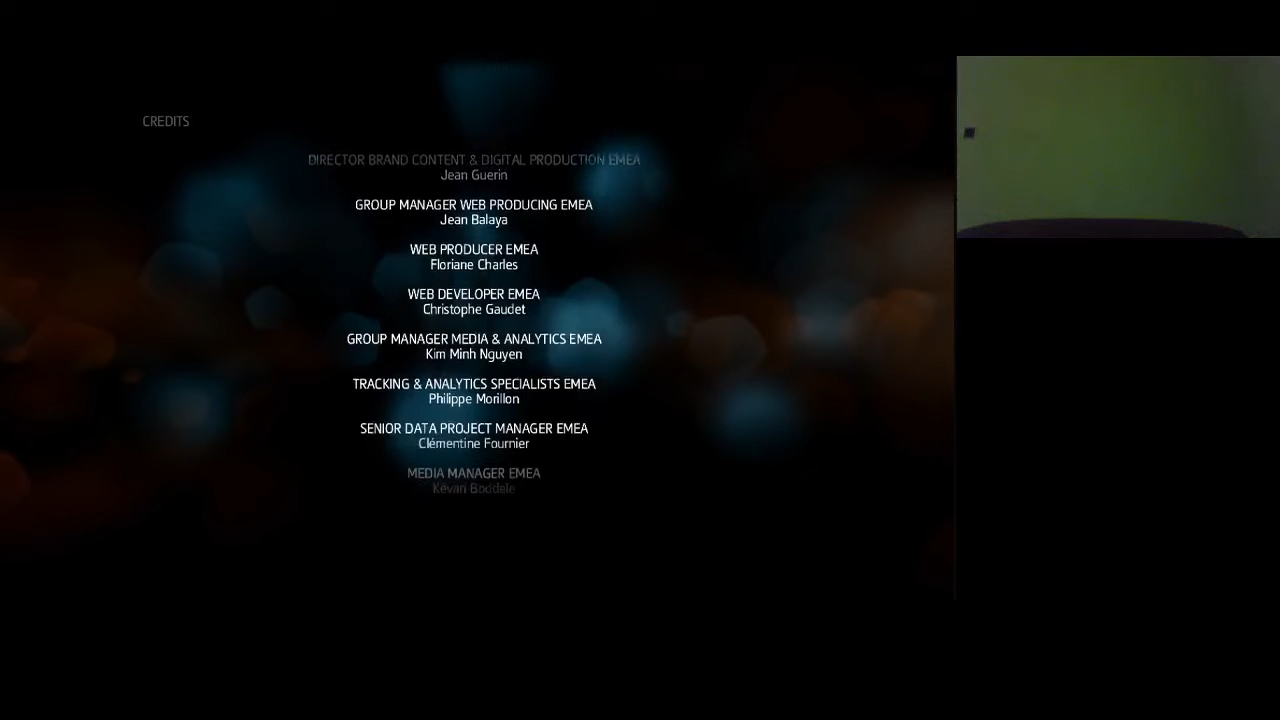 CREDITS
DIRECTOR BRAND CONTENT & DIGITAL PRODUCTION EMEA
Jean Guerin
GROUP MANAGER WEB PRODUCING EMEA
Jean Balaya
WEB PRODUCER EMEA
Floriane Charles
WEB DEVELOPER EMEA
Christophe Gaudet
GROUP MANAGER MEDIA & ANALYTICS EMEA
Kim Minh Nguyen
TRACKING & ANALYTICS SPECIALISTS EMEA
Philippe Morillon
SENIOR DATA PROJECT MANAGER EMEA
Clémentine Fournier
MEDIA MANAGER EMEA